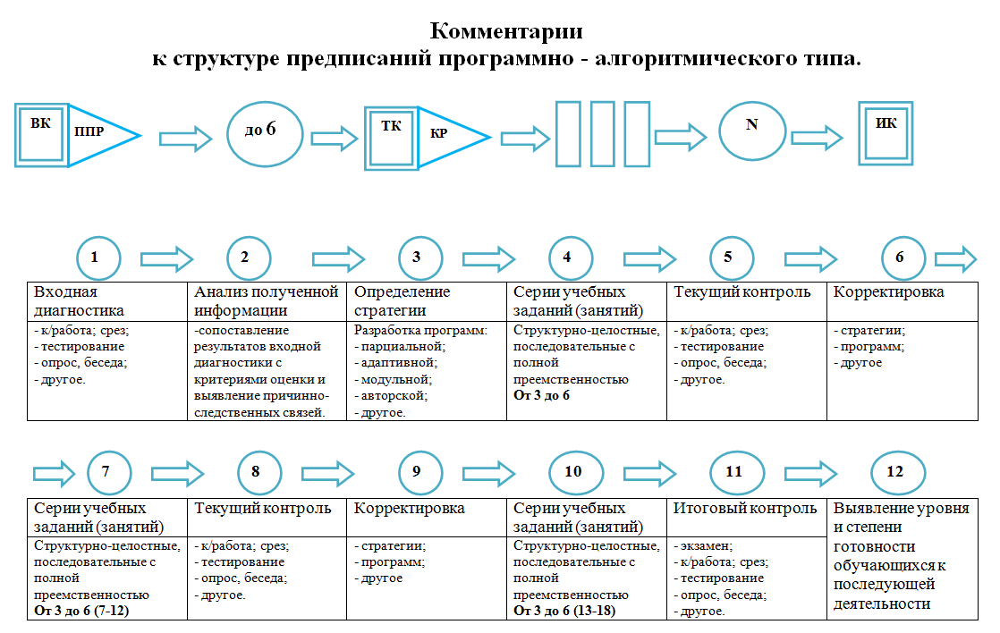 Комментарии
к структуре предписаний программно - алгоритмического типа.
ВК
ППР
до 6
ТК
КР
N
ИК
1
2
3
4
5
6
Входная
диагностика
- к/работа; срез;
- тестирование
- опрос, беседа;
- другое.
Анализ полученной
информации
-сопоставление
результатов входной
диагностики с
критериями оценки и
выявление причинно-
следственных связей.
Определение
стратегии
Разработка программ:
- парциальной;
- адаптивной;
- модульной;
- авторской;
- другое.
Серии учебных
заданий (занятий)
Структурно-целостные,
последовательные с
полной
преемственностью
От 3 до 6
Текущий контроль
- к/работа; срез;
- тестирование
- опрос, беседа;
- другое.
Корректировка
- стратегии;
- программ;
- другое
7
8
9
10
11
12
Серии учебных
заданий (занятий)
Структурно-целостные,
последовательные с
полной
преемственностью
От 3 до 6 (7-12)
Текущий контроль
- к/работа; срез;
- тестирование
- опрос, беседа;
- другое.
Корректировка
- стратегии;
- программ;
- другое
Серии учебных
заданий (занятий)
Структурно-целостные,
последовательные с
полной
преемственностью
От 3 до 6 (13-18)
Итоговый контроль
- экзамен;
- к/работа; срез;
- тестирование
- опрос, беседа;
- другое.
Выявление уровня
и степени
готовности
обучающихся к
последующей
деятельности